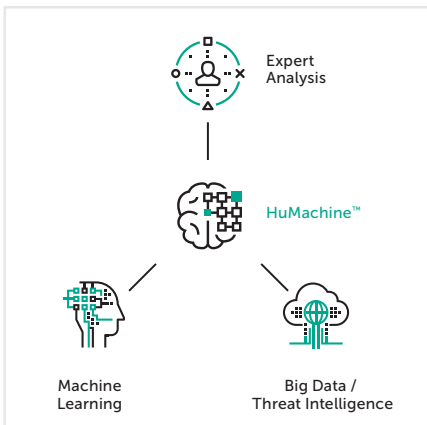 Expert
Analysis
HuMachine™
Machine
Learning
Big Data /
Threat Intelligence